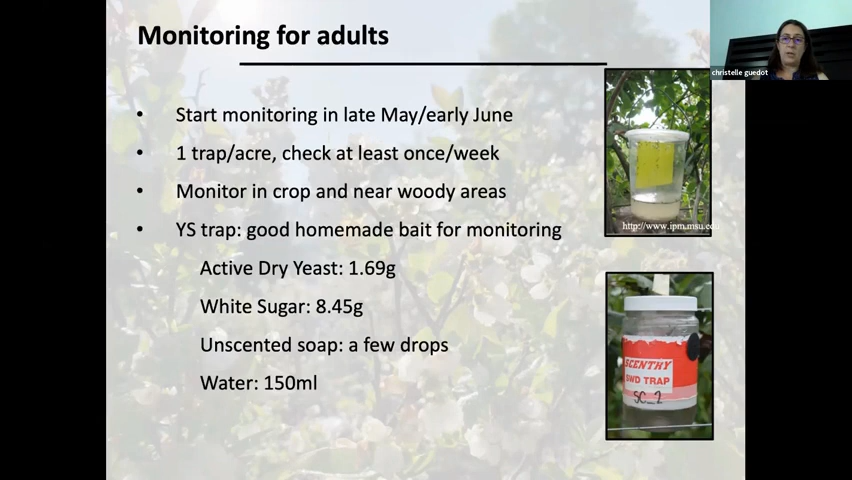 Monitoring for adults
christelle guedot
• Start monitoring in late May/early June
• 1 trap/acre, check at least once/week
• Monitor in crop and near woody areas
• YS trap: good homemade bait for monitoring
Active Dry Yeast: 1.69g
White Sugar: 8.45g
Unscented soap: a few drops
Water: 150ml
http://www.ipm.msu.edu
SCENTRY
SWD TRAP
SC_2